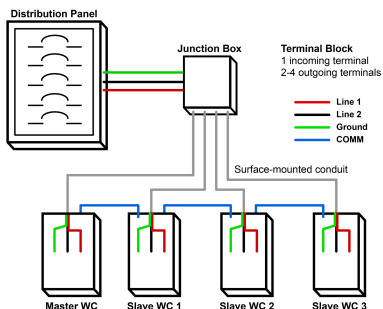 Distribution Panel
Junction Box
Terminal Block
1 incoming terminal
2-4 outgoing terminals
Line 1
Line 2
Ground
COMM
Surface-mounted conduit
Master WC
Slave WC 1
Slave WC 2
Slave WC 3